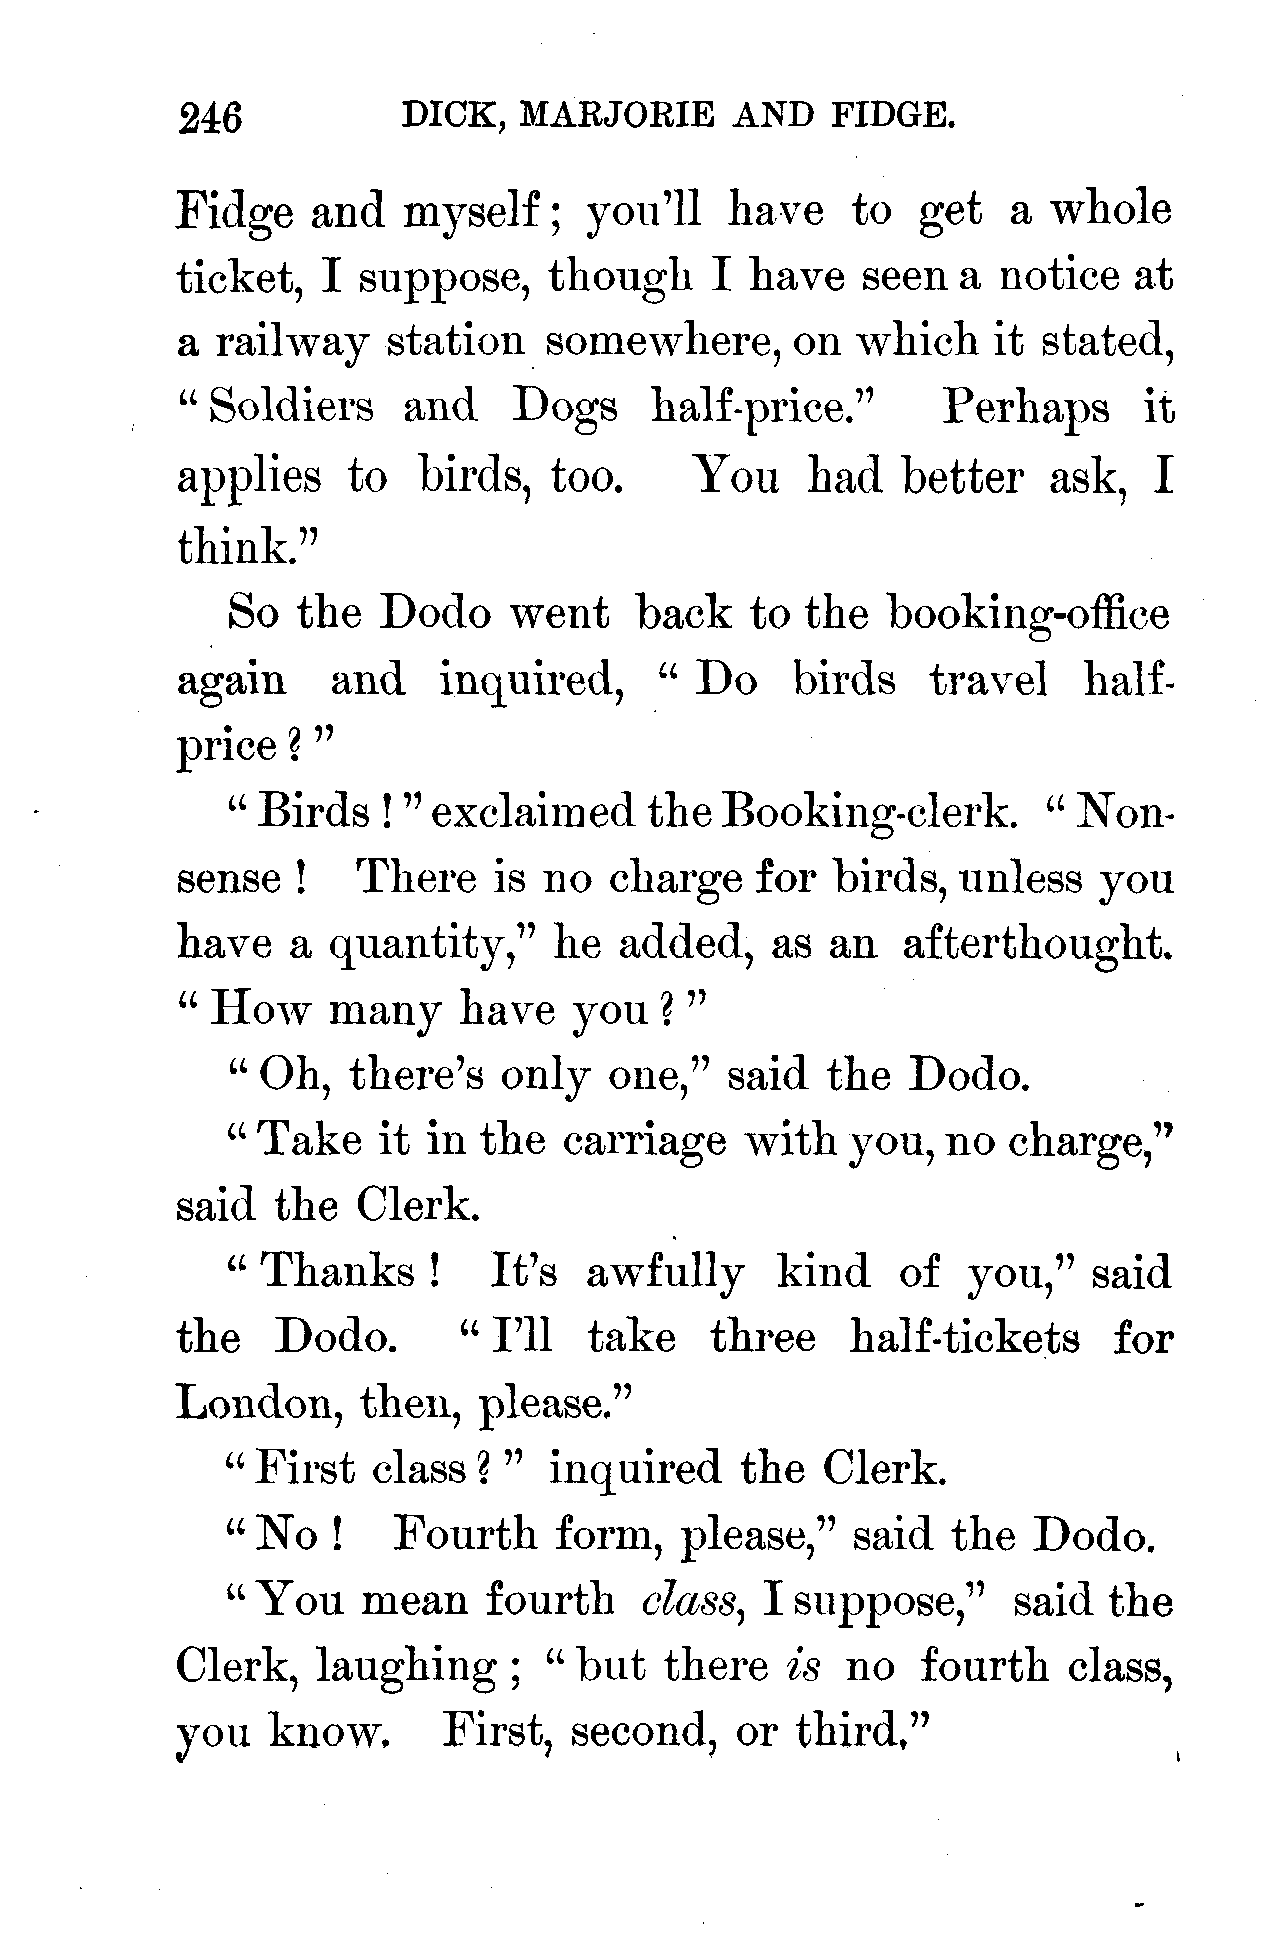 246 DICK, MARJORIE AND FIDGE.
Fidge and myself; you'll have to get a whole
ticket, I suppose, though I have seen a notice at
a railway station somewhere, on which it stated,
“Soldiers and Dogs half-price.” Perhaps it
applies to birds, too. You had better ask, I
think.”
So the Dodo went back to the booking-office
again and inquired, “Do birds travel half-
price?”
“Birds!” exclaimed the Booking-clerk. “Non-
sense! There is no charge for birds, unless you
have a quantity,” he added, as an afterthought.
“How many have you?”
“Oh, there's only one,” said the Dodo.
“Take it in the carriage with you, no charge,”
said the Clerk.
“Thanks! It's awfully kind of you,” said
the Dodo. “I'll take three half-tickets for
London, then, please.”
“First class?” inquired the Clerk.
“No! Fourth form, please,” said the Dodo.
“You mean fourth class, I suppose,” said the
Clerk, laughing; “but there is no fourth class,
you know. First, second, or third.”